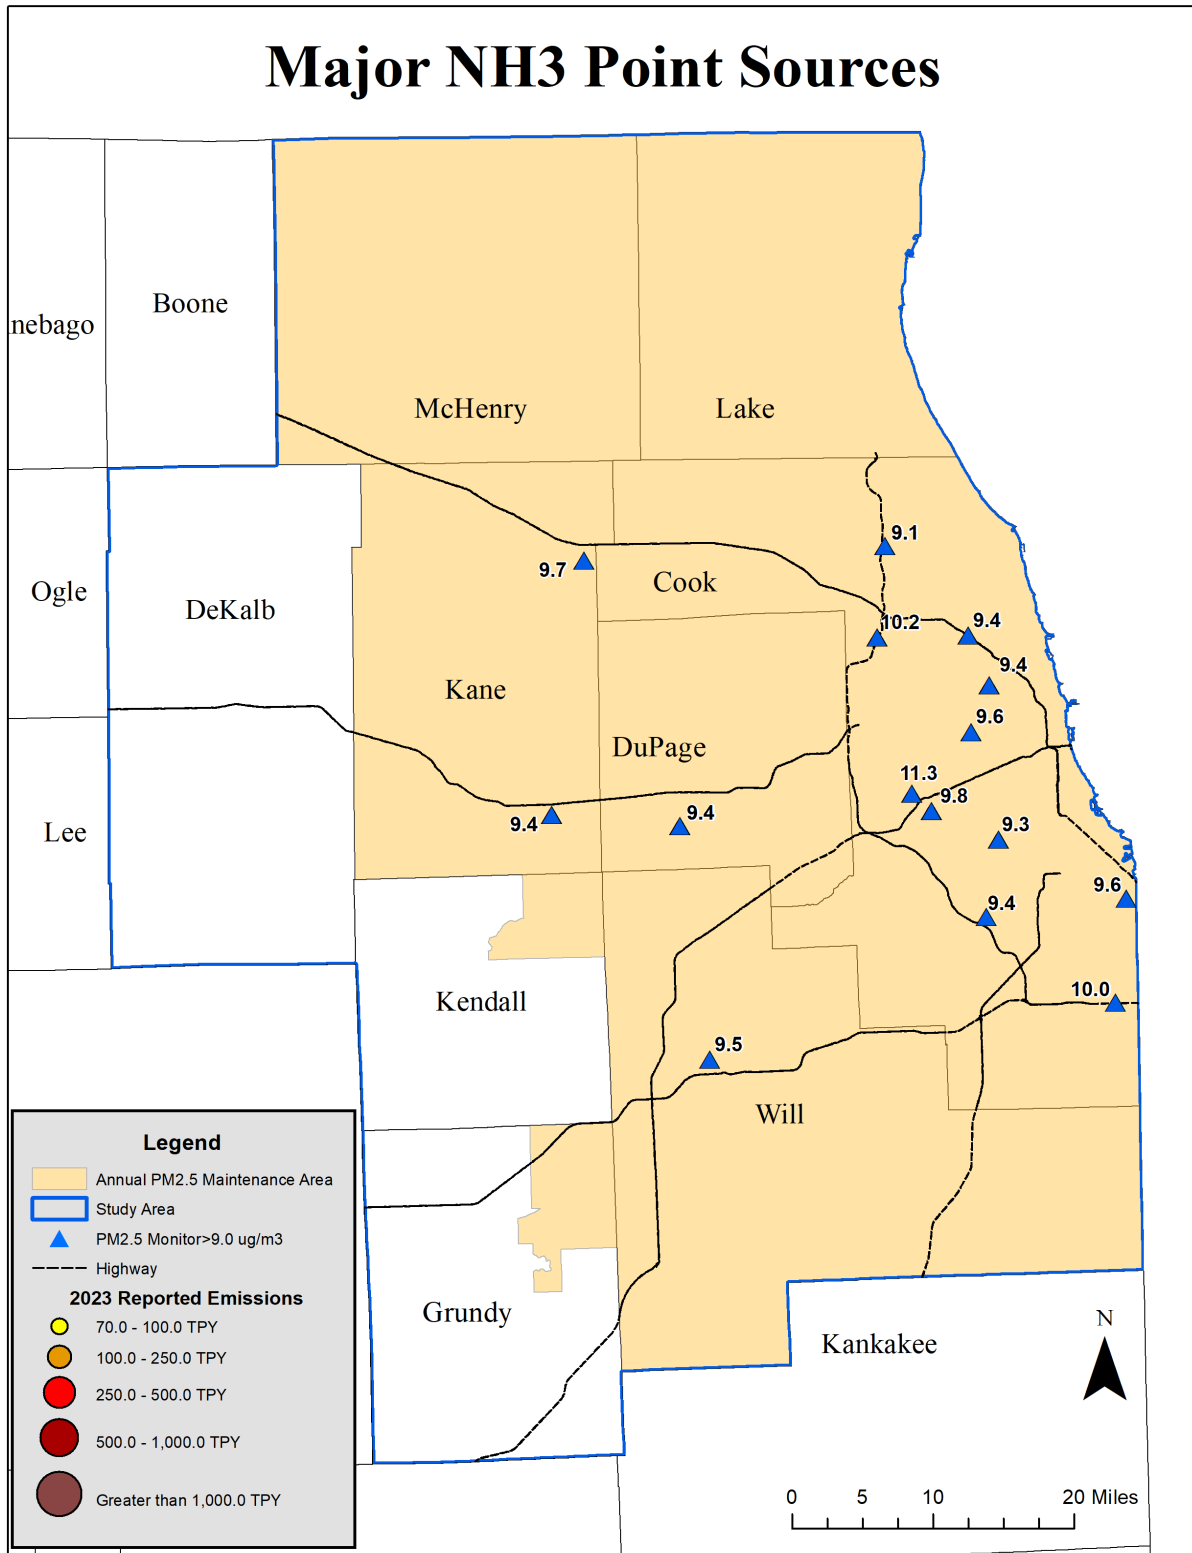 Major NH3 Point Sources
Boone
nebago
McHenry
Lake
9.1
9.7
Cook
Ogle
DeKalb
10.2
9.4
9.4
Kane
9.6
DuPage
11.3
9.8
9.4
9.4
9.3
Lee
9.6
9.4
10.0
Kendall
9.5
Will
Grundy
Kankakee
Legend
Annual PM2.5 Maintenance Area
Study Area
PM2.5 Monitor>9.0 ug/m3
Highway
2023 Reported Emissions
70.0 - 100.0 TPY
100.0 - 250.0 TPY
250.0 - 500.0 TPY
500.0 - 1,000.0 TPY
Greater than 1,000.0 TPY
N
0 5 10 20 Miles